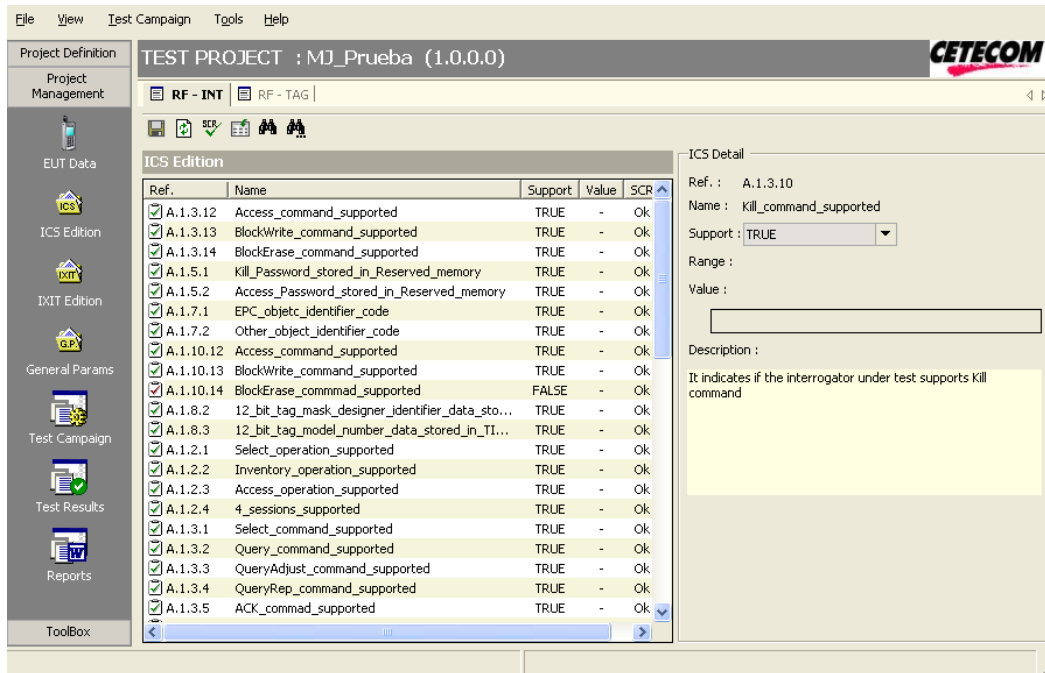 File View Test Campaign Tools Help
Project Definition
Project Management
EUT Data
ICS
ICS Edition
IXIT
IXIT Edition
G.P.
General Params
Test Campaign
Test Results
W
Reports
ToolBox
TEST PROJECT : MJ_Prueba (1.0.0.0)
CETECOM
RF - INT RF - TAG
SCR
ICS Edition
Ref. Name Support Value SCR
A.1.3.12 Access_command_supported TRUE - Ok
A.1.3.13 BlockWrite_command_supported TRUE - Ok
A.1.3.14 BlockErase_command_supported TRUE - Ok
A.1.5.1 Kill_Password_stored_in_Reserved_memory TRUE - Ok
A.1.5.2 Access_Password_stored_in_Reserved_memory TRUE - Ok
A.1.7.1 EPC_objetc_identifier_code TRUE - Ok
A.1.7.2 Other_object_identifier_code TRUE - Ok
A.1.10.12 Access_command_supported TRUE - Ok
A.1.10.13 BlockWrite_command_supported TRUE - Ok
A.1.10.14 BlockErase_commmad_supported FALSE - Ok
A.1.8.2 12_bit_tag_mask_designer_identifier_data_sto... TRUE - Ok
A.1.8.3 12_bit_tag_model_number_data_stored_in_TI... TRUE - Ok
A.1.2.1 Select_operation_supported TRUE - Ok
A.1.2.2 Inventory_operation_supported TRUE - Ok
A.1.2.3 Access_operation_supported TRUE - Ok
A.1.2.4 4_sessions_supported TRUE - Ok
A.1.3.1 Select_command_supported TRUE - Ok
A.1.3.2 Query_command_supported TRUE - Ok
A.1.3.3 QueryAdjust_command_supported TRUE - Ok
A.1.3.4 QueryRep_command_supported TRUE - Ok
A.1.3.5 ACK_commad_supported TRUE - Ok
ICS Detail
Ref. : A.1.3.10
Name : Kill_command_supported
Support : TRUE
Range :
Value :
Description :
It indicates if the interrogator under test supports Kill
command